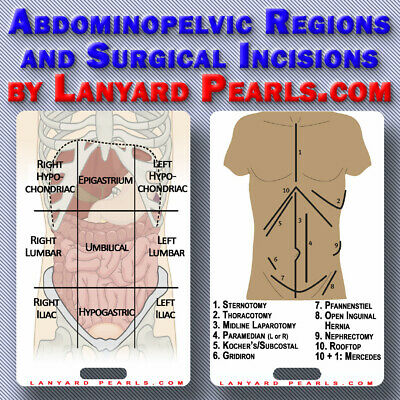 Abdominopelvic Regions
and Surgical Incisions
by Lanyard Pearls.com
Right
Hypo-
chondriac
Epigastrium
Left
Hypo-
chondriac
Right
Lumbar
Umbilical
Left
Lumbar
Right
Iliac
Hypogastric
Left
Iliac
LANYARD PEARLS.COM
1
2
10
5
3
4
9
6
7
8
1. Sternotomy
2. Thoracotomy
3. Midline Laparotomy
4. Paramedian (L or R)
5. Kocher's/Subcostal
6. Gridiron
7. Pfannenstiel
8. Open Inguinal
Hernia
9. Nephrectomy
10. Rooftop
10 + 1: Mercedes
LANYARD PEARLS.COM